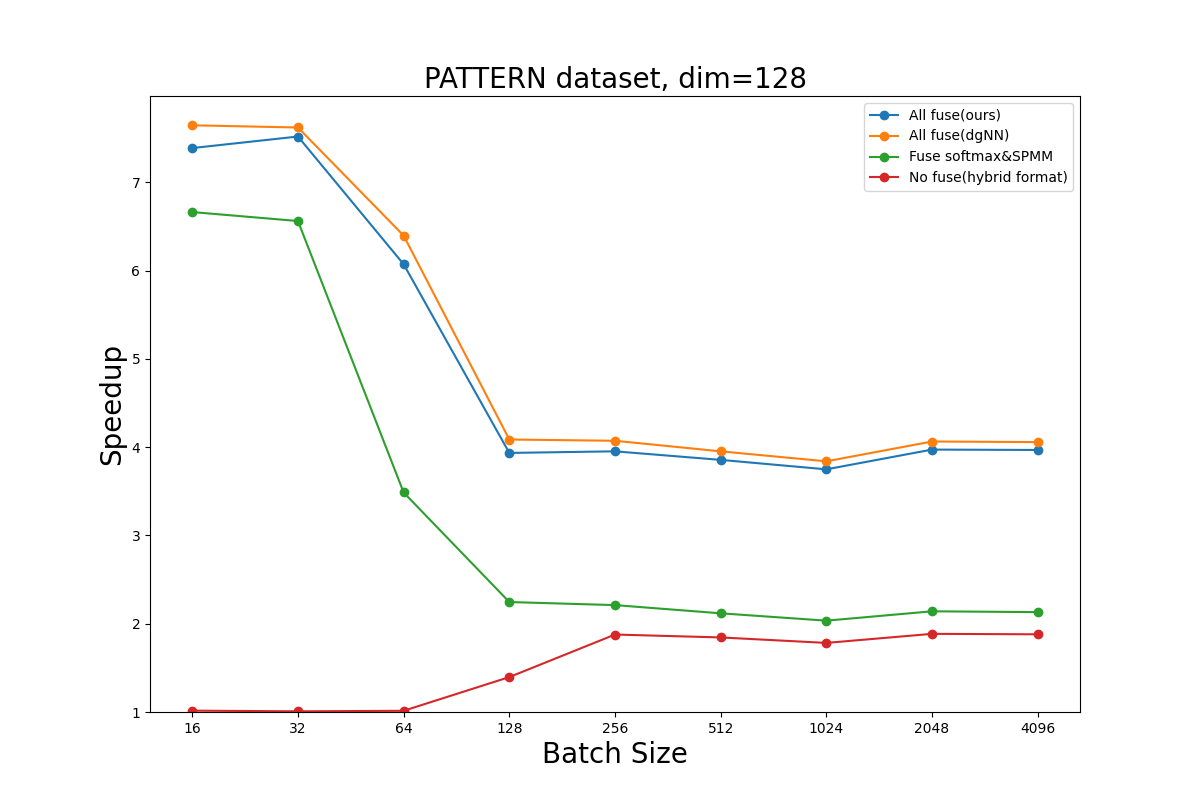 PATTERN dataset, dim=128
All fuse(ours)
All fuse(dgNN)
Fuse softmax&SPMM
No fuse(hybrid format)
Speedup
7
6
5
4
3
2
1
16 32 64 128 256 512 1024 2048 4096
Batch Size